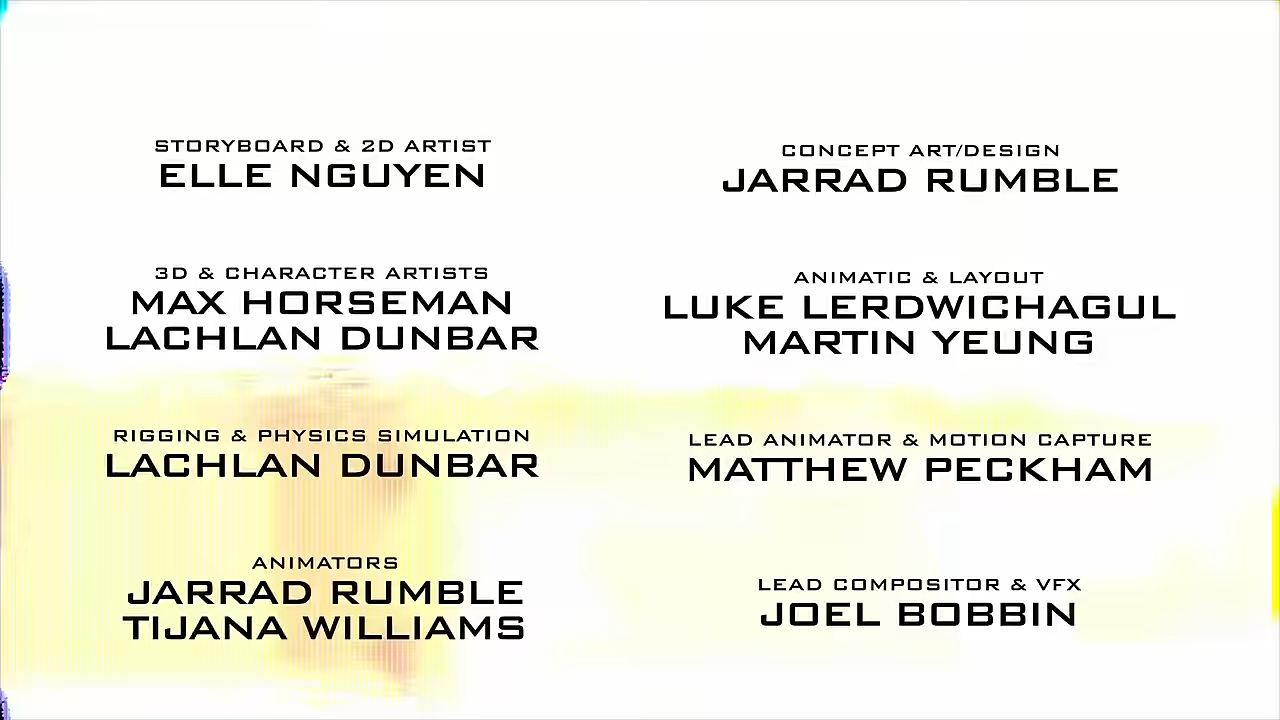 STORYBOARD & 2D ARTIST
ELLE NGUYEN
3D & CHARACTER ARTISTS
MAX HORSEMAN
LACHLAN DUNBAR
RIGGING & PHYSICS SIMULATION
LACHLAN DUNBAR
ANIMATORS
JARRAD RUMBLE
TIJANA WILLIAMS
CONCEPT ART/DESIGN
JARRAD RUMBLE
ANIMATIC & LAYOUT
LUKE LERDWICHAGUL
MARTIN YEUNG
LEAD ANIMATOR & MOTION CAPTURE
MATTHEW PECKHAM
LEAD COMPOSITOR & VFX
JOEL BOBBIN